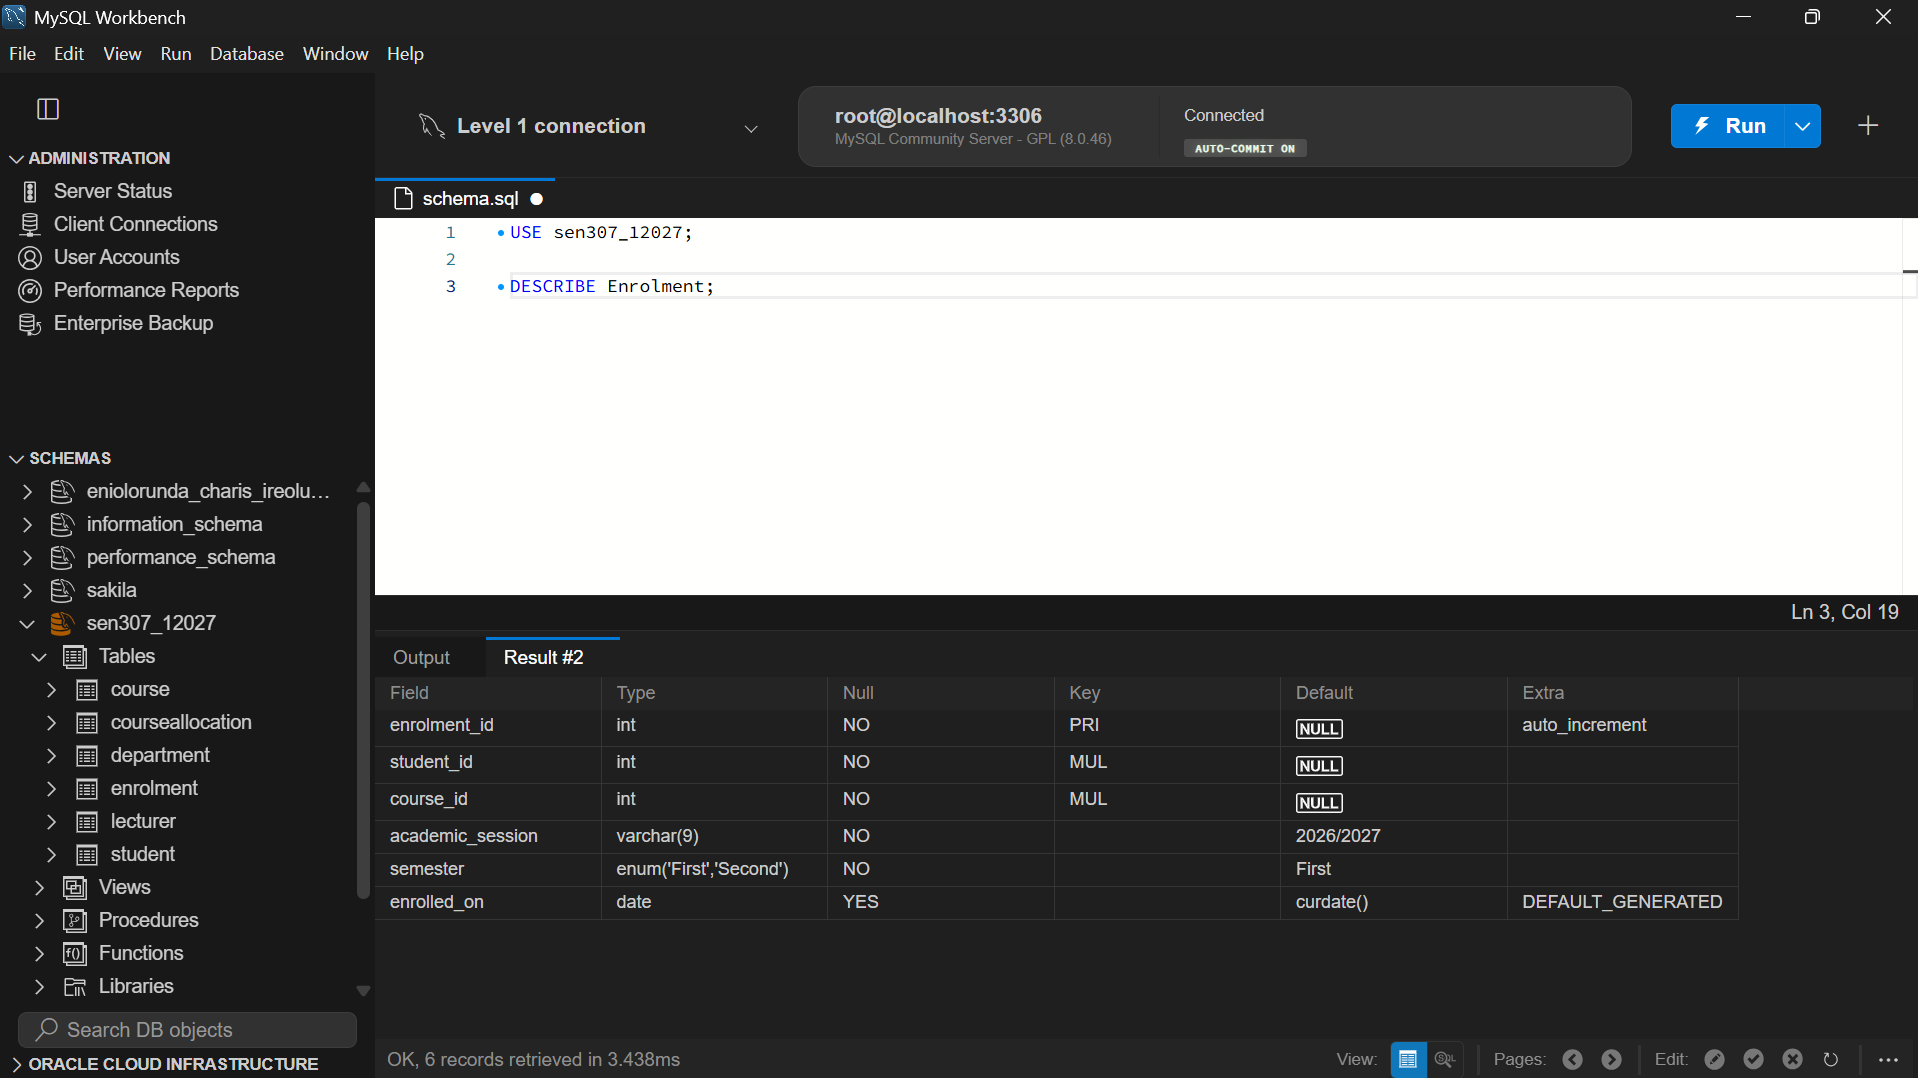 MySQL Workbench
File Edit View Run Database Window Help
Level 1 connection
root@localhost:3306
MySQL Community Server - GPL (8.0.46)
Connected
AUTO-COMMIT ON
Run
ADMINISTRATION
Server Status
Client Connections
User Accounts
Performance Reports
Enterprise Backup
SCHEMAS
eniolorunda_charis_ireolu...
information_schema
performance_schema
sakila
sen307_12027
Tables
course
courseallocation
department
enrolment
lecturer
student
Views
Procedures
Functions
Libraries
Search DB objects
ORACLE CLOUD INFRASTRUCTURE
schema.sql
1 USE sen307_12027;
2
3 DESCRIBE Enrolment;
Ln 3, Col 19
Output Result #2
Field Type Null Key Default Extra
enrolment_id int NO PRI NULL auto_increment
student_id int NO MUL NULL
course_id int NO MUL NULL
academic_session varchar(9) NO 2026/2027
semester enum('First','Second') NO First
enrolled_on date YES curdate() DEFAULT_GENERATED
OK, 6 records retrieved in 3.438ms
View: SQL Pages: Edit: